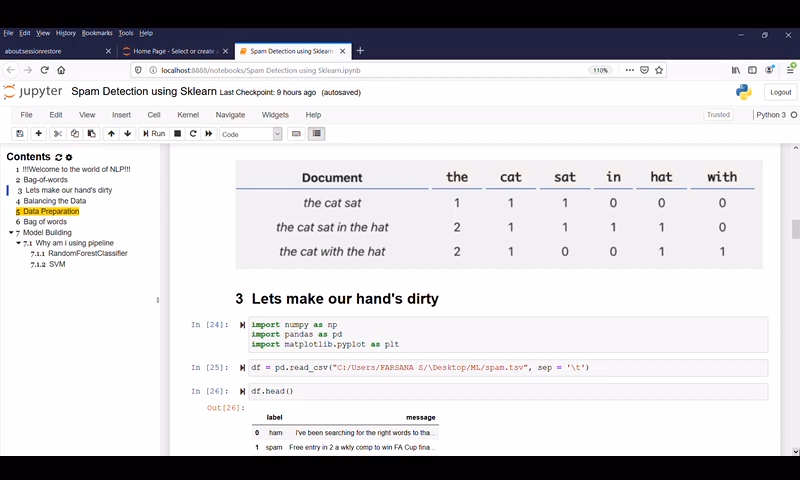 File Edit View History Bookmarks Tools Help
about:sessionrestore
Home Page - Select or create a
Spam Detection using Sklearn
localhost:8888/notebooks/Spam Detection using Sklearn.ipynb
110%
jupyter Spam Detection using Sklearn Last Checkpoint: 9 hours ago (autosaved)
Logout
File Edit View Insert Cell Kernel Navigate Widgets Help
Trusted
Python 3
Run
Code
Contents
1 !!!Welcome to the world of NLP!!!
2 Bag-of-words
3 Lets make our hand's dirty
4 Balancing the Data
5 Data Preparation
6 Bag of words
7 Model Building
7.1 Why am i using pipeline
7.1.1 RandomForestClassifier
7.1.2 SVM
Document the cat sat in hat with
the cat sat 1 1 1 0 0 0
the cat sat in the hat 2 1 1 1 1 0
the cat with the hat 2 1 0 0 1 1
3 Lets make our hand's dirty
In [24]:
import numpy as np
import pandas as pd
import matplotlib.pyplot as plt
In [25]: df = pd.read_csv("C:/Users/FARSANA S/\Desktop/ML/spam.tsv", sep = '\t')
In [26]: df.head()
Out[26]:
label message
0 ham I've been searching for the right words to tha...
1 spam Free entry in 2 a wkly comp to win FA Cup fina...